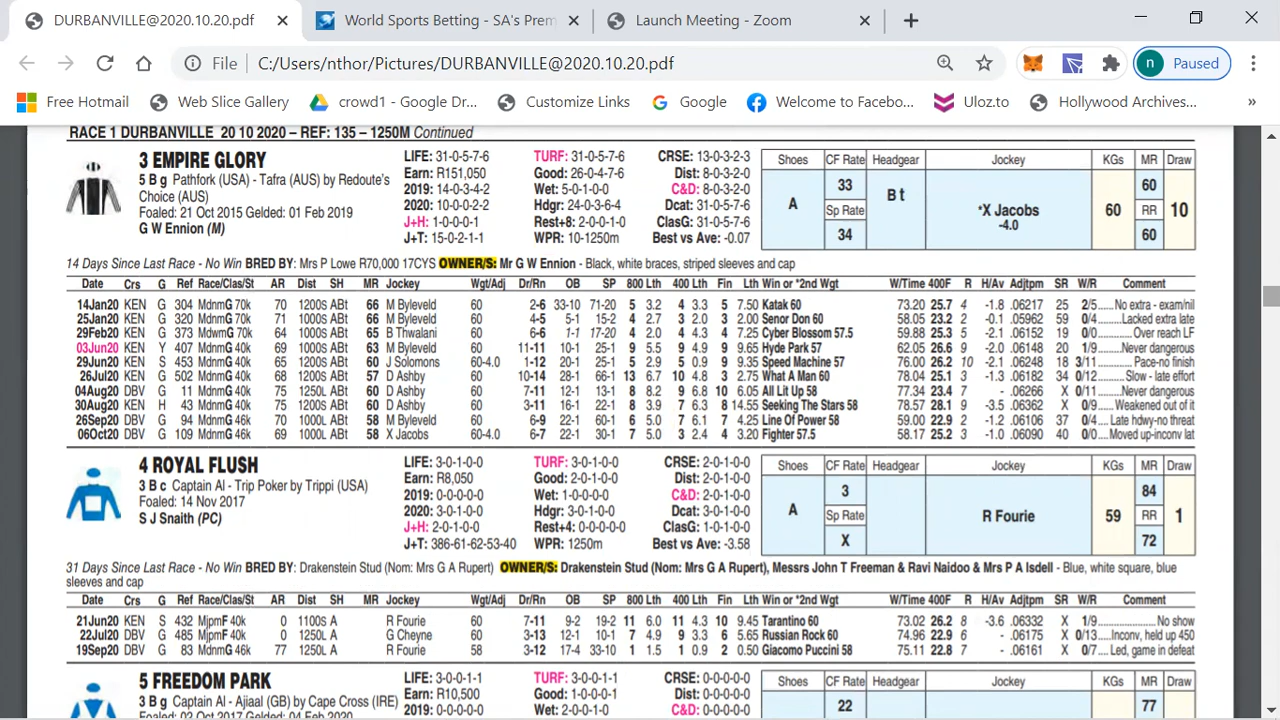 DURBANVILLE@2020.10.20.pdf World Sports Betting - SA's Prem Launch Meeting - Zoom
File C:/Users/nthor/Pictures/DURBANVILLE@2020.10.20.pdf n Paused
Free Hotmail Web Slice Gallery crowd1 - Google Dr... Customize Links Google Welcome to Faceb... Uloz.to Hollywood Archives... »
RACE 1 DURBANVILLE 20 10 2020 – REF: 135 – 1250M Continued
3 EMPIRE GLORY LIFE: 31-0-5-7-6 TURF: 31-0-5-7-6 CRSE: 13-0-3-2-3 Shoes CF Rate Headgear Jockey KGs MR Draw
5 B g Pathfork (USA) - Tafra (AUS) by Redoute's Earn: R151,050 Good: 26-0-4-7-6 Dist: 8-0-3-2-0 33 60
Choice (AUS) 2019: 14-0-3-4-2 Wet: 5-0-1-0-0 C&D: 8-0-3-2-0 A Sp Rate B t *X Jacobs 60 RR 10
Foaled: 21 Oct 2015 Gelded: 01 Feb 2019 2020: 10-0-0-2-2 Hdgr: 24-0-3-6-4 Dcat: 31-0-5-7-6 -4.0
G W Ennion (M) J+H: 1-0-0-0-1 Rest+8: 2-0-0-1-0 ClasG: 31-0-5-7-6 34 60
J+T: 15-0-2-1-1 WPR: 10-1250m Best vs Ave: -0.07
14 Days Since Last Race - No Win BRED BY: Mrs P Lowe R70,000 17CYS OWNER/S: Mr G W Ennion - Black, white braces, striped sleeves and cap
Date Crs G Ref Race/Clas/St AR Dist SH MR Jockey Wgt/Adj Dr/Rn OB SP 800 Lth 400 Lth Fin Lth Win or *2nd Wgt W/Time 400F R H/Av Adjtpm SR W/R Comment
14Jan20 KEN G 304 MdnmG 70k 70 1200S ABt 66 M Byleveld 60 2-6 33-10 71-20 5 3.2 4 3.3 5 7.50 Katak 60 73.20 25.7 4 -1.8 .06217 25 2/5.....No extra - exam/nil
25Jan20 KEN G 320 MdnmG 70k 71 1000S ABt 66 M Byleveld 60 4-5 5-1 15-2 4 2.7 3 2.0 3 2.00 Senor Don 60 58.05 23.2 2 -0.1 .05962 59 0/4...........Lacked extra late
29Feb20 KEN G 373 MdwmG 70k 64 1000S ABt 65 B Thwalani 60 6-6 1-1 17-20 4 2.0 4 4.3 4 7.25 Cyber Blossom 57.5 59.88 25.3 5 -2.1 .06152 19 0/0............Over reach LF
03Jun20 KEN Y 407 MdnmG 40k 69 1000S ABt 63 M Byleveld 60 11-11 10-1 25-1 9 5.5 9 4.9 9 9.65 Hyde Park 57 62.05 26.6 9 -2.0 .06148 20 1/9...........Never dangerous
29Jun20 KEN S 453 MdmmG 40k 65 1200S ABt 60 J Solomons 60-4.0 1-12 20-1 25-1 5 2.9 5 0.9 9 9.35 Speed Machine 57 76.00 26.2 10 -2.1 .06248 18 3/11............Pace-no finish
26Jul20 KEN G 502 MdmmG 40k 68 1200S ABt 57 D Ashby 60 10-14 28-1 66-1 13 6.7 10 4.8 3 2.75 What A Man 60 78.04 25.1 3 -1.3 .06182 34 0/12..........Slow - late effort
04Aug20 DBV G 11 MdmmG 40k 75 1250L ABt 60 D Ashby 60 7-11 13-1 8-1 8 8.2 9 6.8 10 6.05 All Lit Up 58 77.34 23.4 7 - .06266 X 0/11..........Never dangerous
30Aug20 KEN H 43 MdmmG 40k 75 1200S ABt 60 D Ashby 60 3-11 16-1 22-1 8 3.9 7 6.3 8 14.55 Seeking The Stars 58 78.57 28.1 9 -3.5 .06362 X 0/9..........Weakened out of it
26Sep20 DBV G 94 MdmmG 46k 70 1000L ABt 58 M Byleveld 60 6-9 22-1 60-1 6 5.0 7 6.1 7 4.25 Line Of Power 58 59.00 22.9 2 -1.2 .06106 37 0/4......Late hdwy-no threat
06Oct20 DBV G 109 MdmmG 46k 69 1000L ABt 58 X Jacobs 60-4.0 6-7 22-1 30-1 7 5.0 3 2.4 4 3.20 Fighter 57.5 58.17 25.2 3 -1.0 .06090 40 0/0.....Moved up-inconv lat
4 ROYAL FLUSH LIFE: 3-0-1-0-0 TURF: 3-0-1-0-0 CRSE: 2-0-1-0-0 Shoes CF Rate Headgear Jockey KGs MR Draw
3 B c Captain Al - Trip Poker by Trippi (USA) Earn: R8,050 Good: 2-0-1-0-0 Dist: 2-0-1-0-0 3 84
Foaled: 14 Nov 2017 2019: 0-0-0-0-0 Wet: 1-0-0-0-0 C&D: 2-0-1-0-0 A Sp Rate R Fourie 59 RR 1
S J Snaith (PC) 2020: 3-0-1-0-0 Hdgr: 3-0-1-0-0 Dcat: 3-0-1-0-0
J+H: 2-0-1-0-0 Rest+4: 0-0-0-0-0 ClasG: 1-0-1-0-0 X 72
J+T: 386-61-62-53-40 WPR: 1250m Best vs Ave: -3.58
31 Days Since Last Race - No Win BRED BY: Drakenstein Stud (Nom: Mrs G A Rupert) OWNER/S: Drakenstein Stud (Nom: Mrs G A Rupert), Messrs John T Freeman & Ravi Naidoo & Mrs P A Isdell - Blue, white square, blue
sleeves and cap
Date Crs G Ref Race/Clas/St AR Dist SH MR Jockey Wgt/Adj Dr/Rn OB SP 800 Lth 400 Lth Fin Lth Win or *2nd Wgt W/Time 400F R H/Av Adjtpm SR W/R Comment
21Jun20 KEN S 432 MjpmF 40k 0 1100S A R Fourie 60 7-11 9-2 19-2 11 6.0 11 4.3 10 9.45 Tarantino 60 73.02 26.2 8 -3.6 .06332 X 1/9....................No show
22Jul20 DBV G 485 MjpmF 40k 0 1250L A G Cheyne 60 3-13 12-1 10-1 7 4.9 9 3.3 6 5.65 Russian Rock 60 74.96 22.9 6 - .06175 X 0/13......Inconv, held up 450
19Sep20 DBV G 83 MjpmG 46k 77 1250L A R Fourie 58 3-12 17-4 33-10 1 1.5 1 0.9 2 0.50 Giacomo Puccini 58 75.11 22.8 7 - .06161 X 0/7......Led, game in defeat
5 FREEDOM PARK LIFE: 3-0-0-1-1 TURF: 3-0-0-1-1 CRSE: 0-0-0-0-0 Shoes CF Rate Headgear Jockey KGs MR Draw
3 B g Captain Al - Ajiaal (GB) by Cape Cross (IRE) Earn: R10,500 Good: 1-0-0-0-1 Dist: 0-0-0-0-0 22 77
Foaled: 02 Oct 2017 Gelded: 04 Feb 2020 2019: 0-0-0-0-0 Wet: 2-0-0-1-0 C&D: 0-0-0-0-0